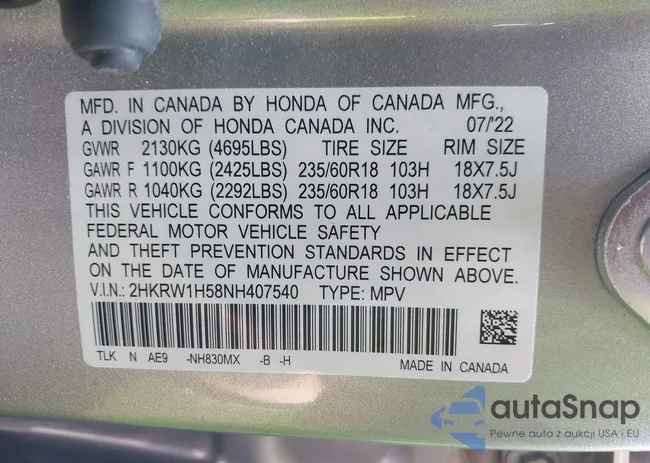 MFD. IN CANADA BY HONDA OF CANADA MFG.,
A DIVISION OF HONDA CANADA INC. 07/'22
GVWR 2130KG (4695LBS) TIRE SIZE RIM SIZE
GAWR F 1100KG (2425LBS) 235/60R18 103H 18X7.5J
GAWR R 1040KG (2292LBS) 235/60R18 103H 18X7.5J
THIS VEHICLE CONFORMS TO ALL APPLICABLE
FEDERAL MOTOR VEHICLE SAFETY
AND THEFT PREVENTION STANDARDS IN EFFECT
ON THE DATE OF MANUFACTURE SHOWN ABOVE.
V.I.N.: 2HKRW1H58NH407540 TYPE: MPV
TLK N AE9 -NH830MX -B -H MADE IN CANADA
autaSnap
Pewne auto z aukcji USA i EU